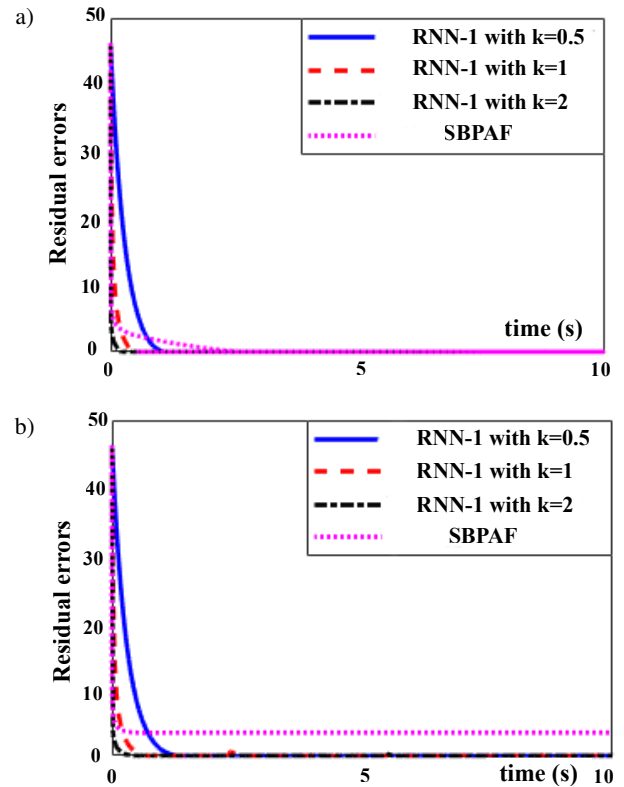 a)
50
40
30
20
10
0
Residual errors
RNN-1 with k=0.5
RNN-1 with k=1
RNN-1 with k=2
SBPAF
time (s)
5
10
b)
50
40
30
20
10
0
Residual errors
RNN-1 with k=0.5
RNN-1 with k=1
RNN-1 with k=2
SBPAF
0
5
time (s)
10